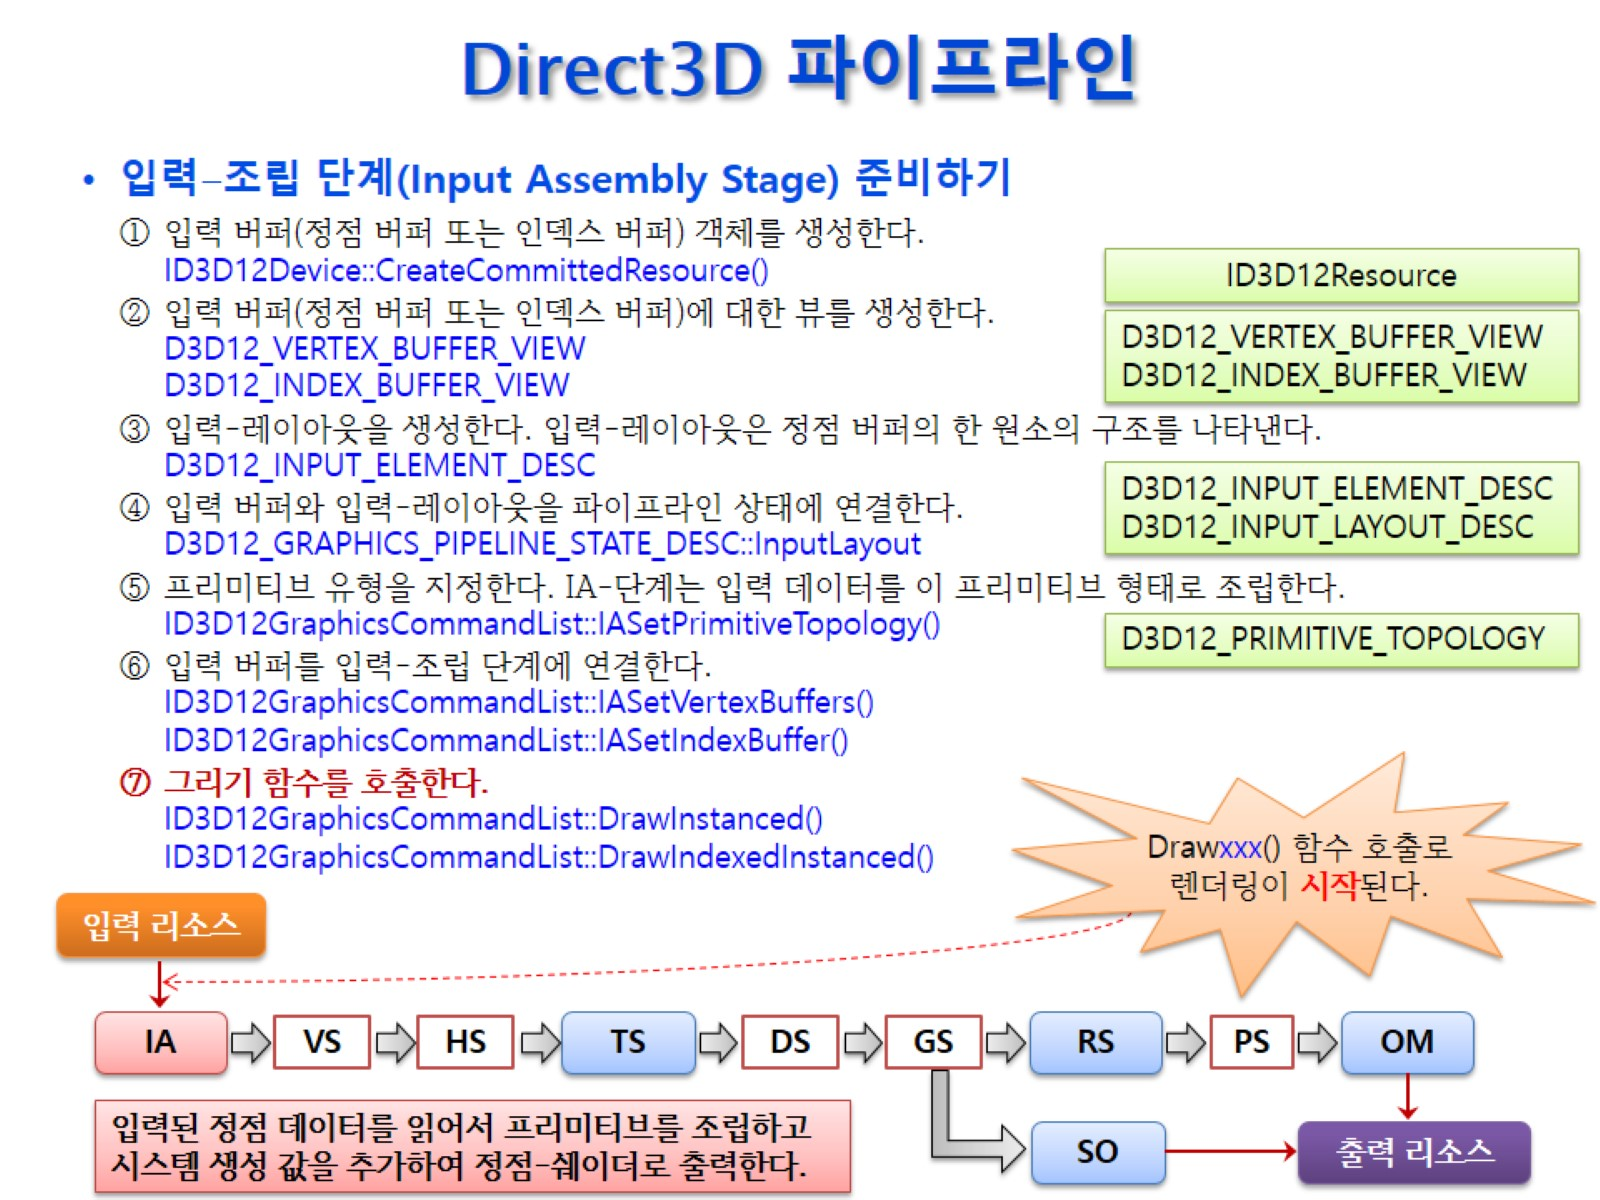 Direct3D 파이프라인
• 입력-조립 단계(Input Assembly Stage) 준비하기
① 입력 버퍼(정점 버퍼 또는 인덱스 버퍼) 객체를 생성한다.
ID3D12Device::CreateCommittedResource()
ID3D12Resource
② 입력 버퍼(정점 버퍼 또는 인덱스 버퍼)에 대한 뷰를 생성한다.
D3D12_VERTEX_BUFFER_VIEW
D3D12_INDEX_BUFFER_VIEW
D3D12_VERTEX_BUFFER_VIEW
D3D12_INDEX_BUFFER_VIEW
③ 입력-레이아웃을 생성한다. 입력-레이아웃은 정점 버퍼의 한 원소의 구조를 나타낸다.
D3D12_INPUT_ELEMENT_DESC
D3D12_INPUT_ELEMENT_DESC
D3D12_INPUT_LAYOUT_DESC
④ 입력 버퍼와 입력-레이아웃을 파이프라인 상태에 연결한다.
D3D12_GRAPHICS_PIPELINE_STATE_DESC::InputLayout
⑤ 프리미티브 유형을 지정한다. IA-단계는 입력 데이터를 이 프리미티브 형태로 조립한다.
ID3D12GraphicsCommandList::IASetPrimitiveTopology()
D3D12_PRIMITIVE_TOPOLOGY
⑥ 입력 버퍼를 입력-조립 단계에 연결한다.
ID3D12GraphicsCommandList::IASetVertexBuffers()
ID3D12GraphicsCommandList::IASetIndexBuffer()
⑦ 그리기 함수를 호출한다.
ID3D12GraphicsCommandList::DrawInstanced()
ID3D12GraphicsCommandList::DrawIndexedInstanced()
Drawxxx() 함수 호출로
렌더링이 시작된다.
입력 리소스
IA
VS
HS
TS
DS
GS
RS
PS
OM
입력된 정점 데이터를 읽어서 프리미티브를 조립하고
시스템 생성 값을 추가하여 정점-쉐이더로 출력한다.
SO
출력 리소스